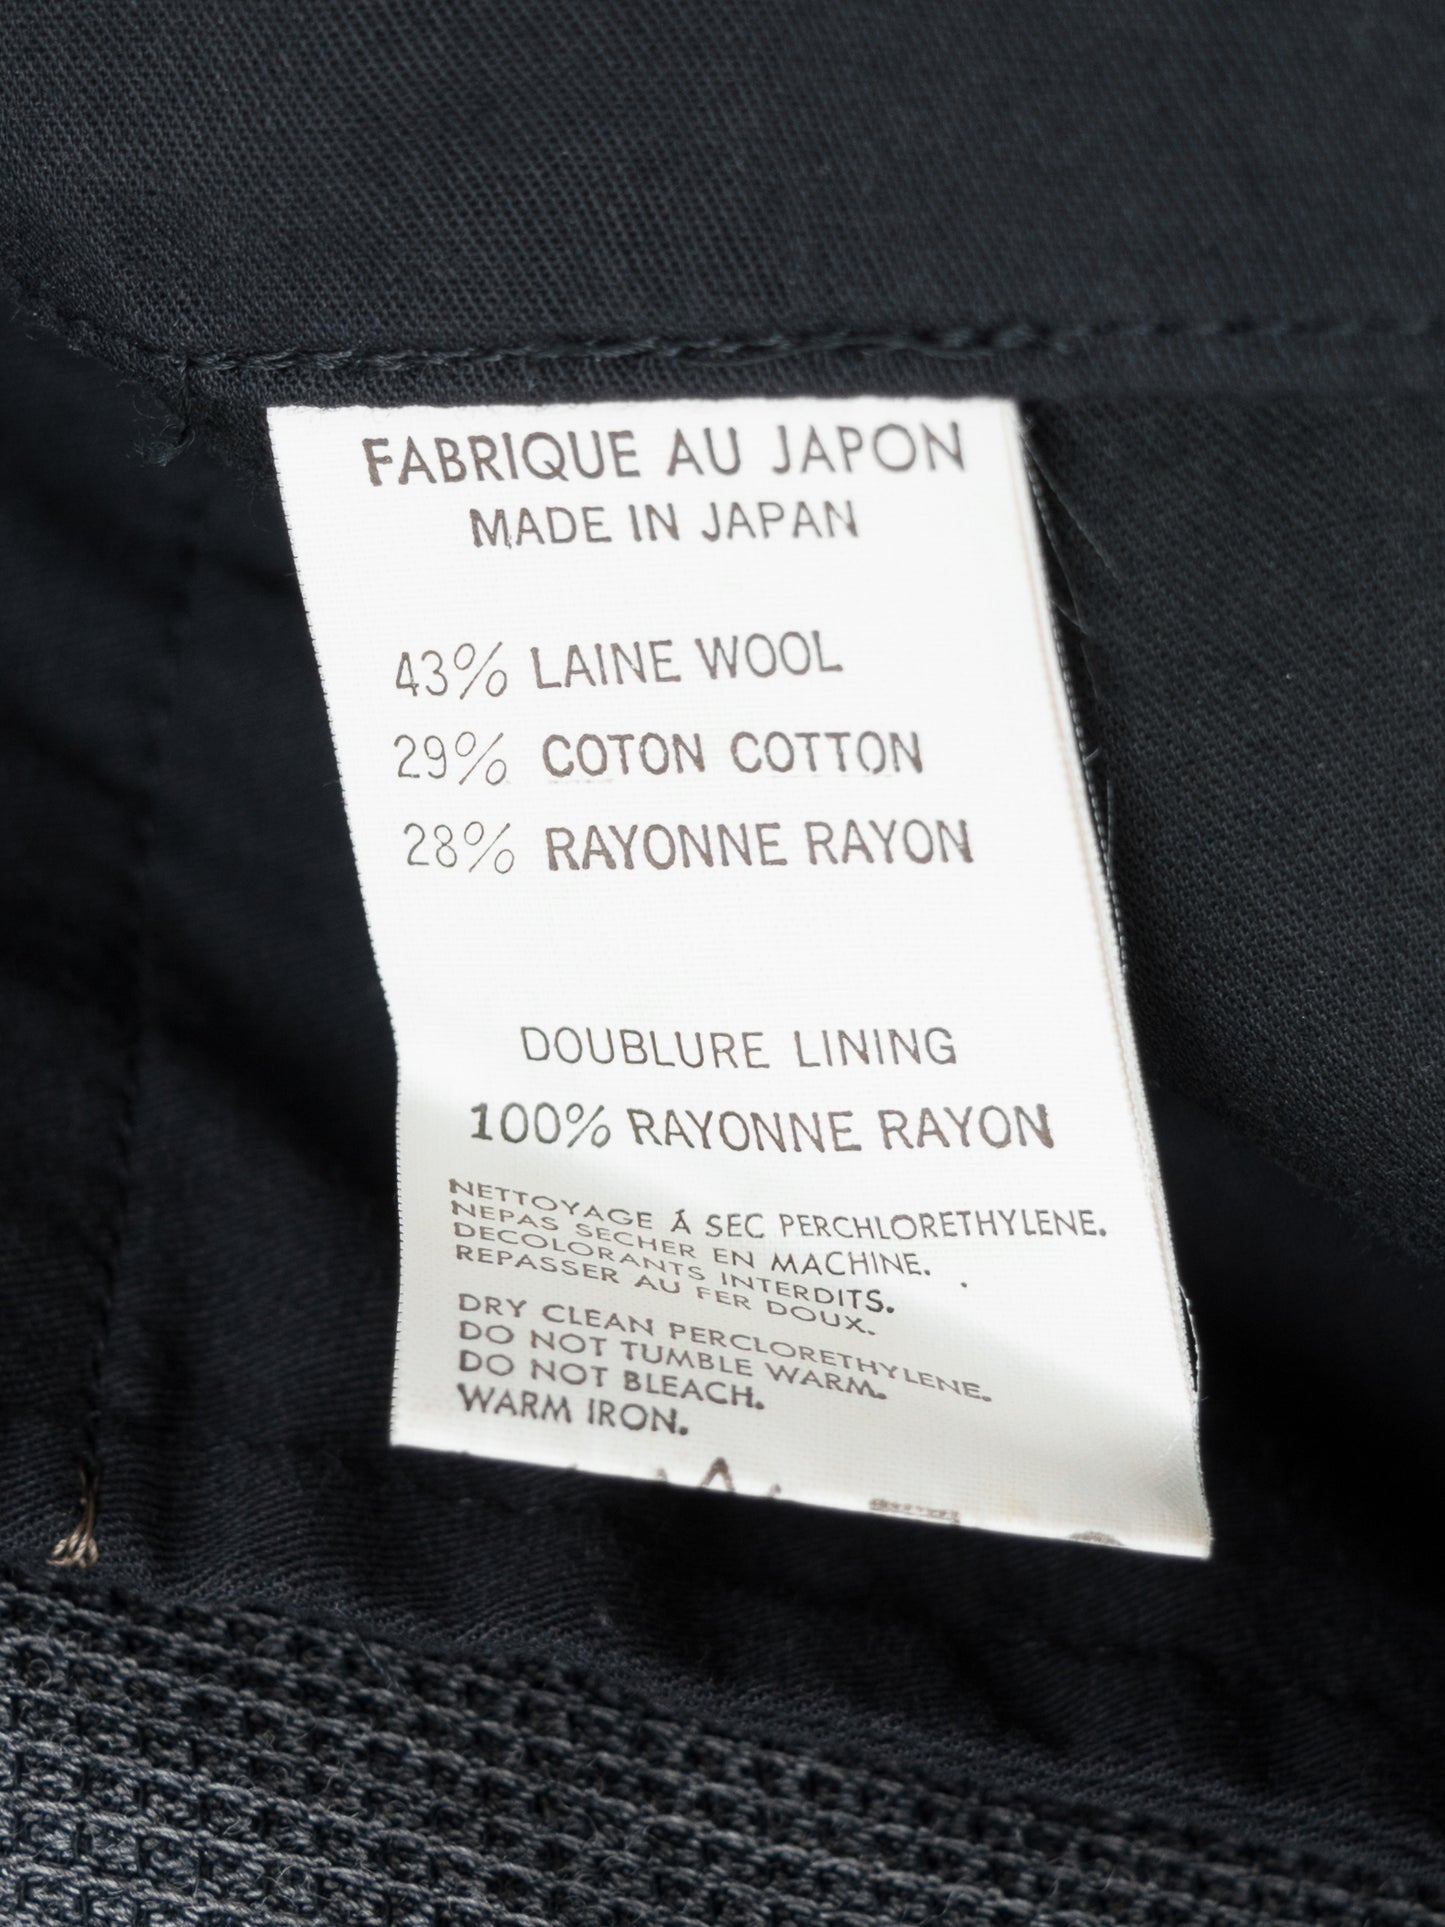 FABRIQUE AU JAPON
MADE IN JAPAN
43% LAINE WOOL
29% COTON COTTON
28% RAYONNE RAYON
DOUBLURE LINING
100% RAYONNE RAYON
NETTOYAGE Á SEC PERCHLORETHYLENE.
NEPAS SECHER EN MACHINE.
DECOLORANTS INTERDITS.
REPASSER AU FER DOUX.
DRY CLEAN PERCLORETHYLENE.
DO NOT TUMBLE WARM.
DO NOT BLEACH.
WARM IRON.